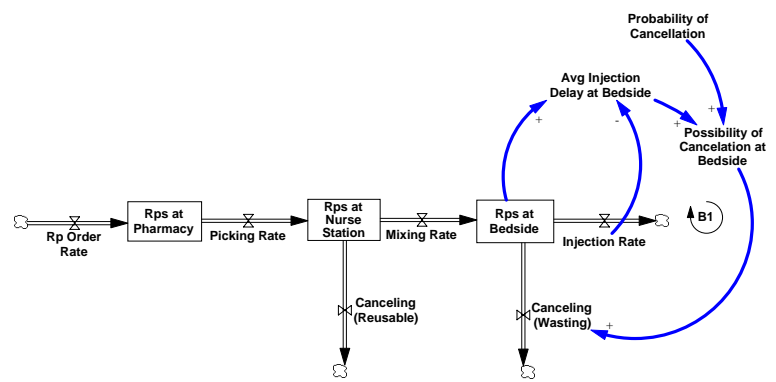 Probability of
Cancellation
Avg Injection
Delay at Bedside
+
-
+
+
Possibility of
Cancelation at
Bedside
Rps at
Pharmacy
Rps at
Nurse
Station
Rps at
Bedside
B1
Rp Order
Rate
Picking Rate
Mixing Rate
Injection Rate
Canceling
(Reusable)
Canceling
(Wasting)
+